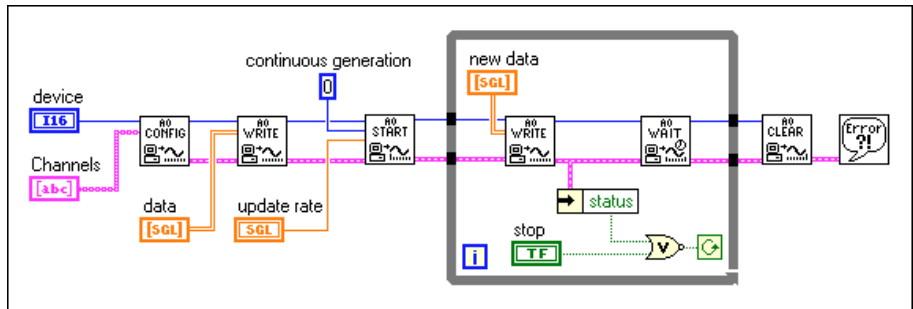 continuous generation
0
new data
[SGL]
device
I16
AO
CONFIG
AO
WRITE
AO
START
AO
WRITE
AO
WAIT
AO
CLEAR
Error
?!
Channels
[abc]
data
[SGL]
update rate
SGL
status
stop
TF
V
i